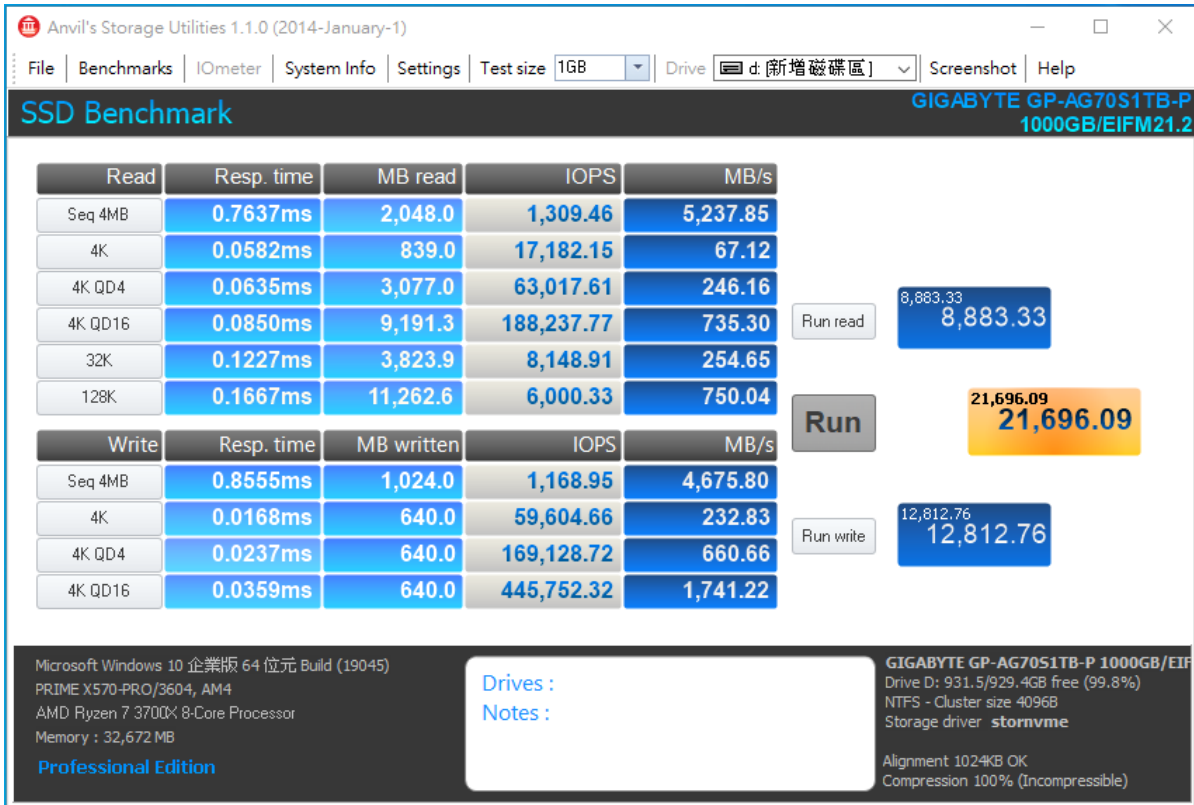 Anvil's Storage Utilities 1.1.0 (2014-January-1)
File Benchmarks IOmeter System Info Settings Test size 1GB Drive d: [新增磁碟區] Screenshot Help
SSD Benchmark
GIGABYTE GP-AG70S1TB-P
1000GB/EIFM21.2
Read Resp. time MB read IOPS MB/s
Seq 4MB 0.7637ms 2,048.0 1,309.46 5,237.85
4K 0.0582ms 839.0 17,182.15 67.12
4K QD4 0.0635ms 3,077.0 63,017.61 246.16
4K QD16 0.0850ms 9,191.3 188,237.77 735.30
32K 0.1227ms 3,823.9 8,148.91 254.65
128K 0.1667ms 11,262.6 6,000.33 750.04
Run read
8,883.33
8,883.33
Run
21,696.09
21,696.09
Write Resp. time MB written IOPS MB/s
Seq 4MB 0.8555ms 1,024.0 1,168.95 4,675.80
4K 0.0168ms 640.0 59,604.66 232.83
4K QD4 0.0237ms 640.0 169,128.72 660.66
4K QD16 0.0359ms 640.0 445,752.32 1,741.22
Run write
12,812.76
12,812.76
Microsoft Windows 10 企業版 64 位元 Build (19045)
PRIME X570-PRO/3604, AM4
AMD Ryzen 7 3700X 8-Core Processor
Memory : 32,672 MB
Professional Edition
Drives :
Notes :
GIGABYTE GP-AG70S1TB-P 1000GB/EIF
Drive D: 931.5/929.4GB free (99.8%)
NTFS - Cluster size 4096B
Storage driver stornvme
Alignment 1024KB OK
Compression 100% (Incompressible)